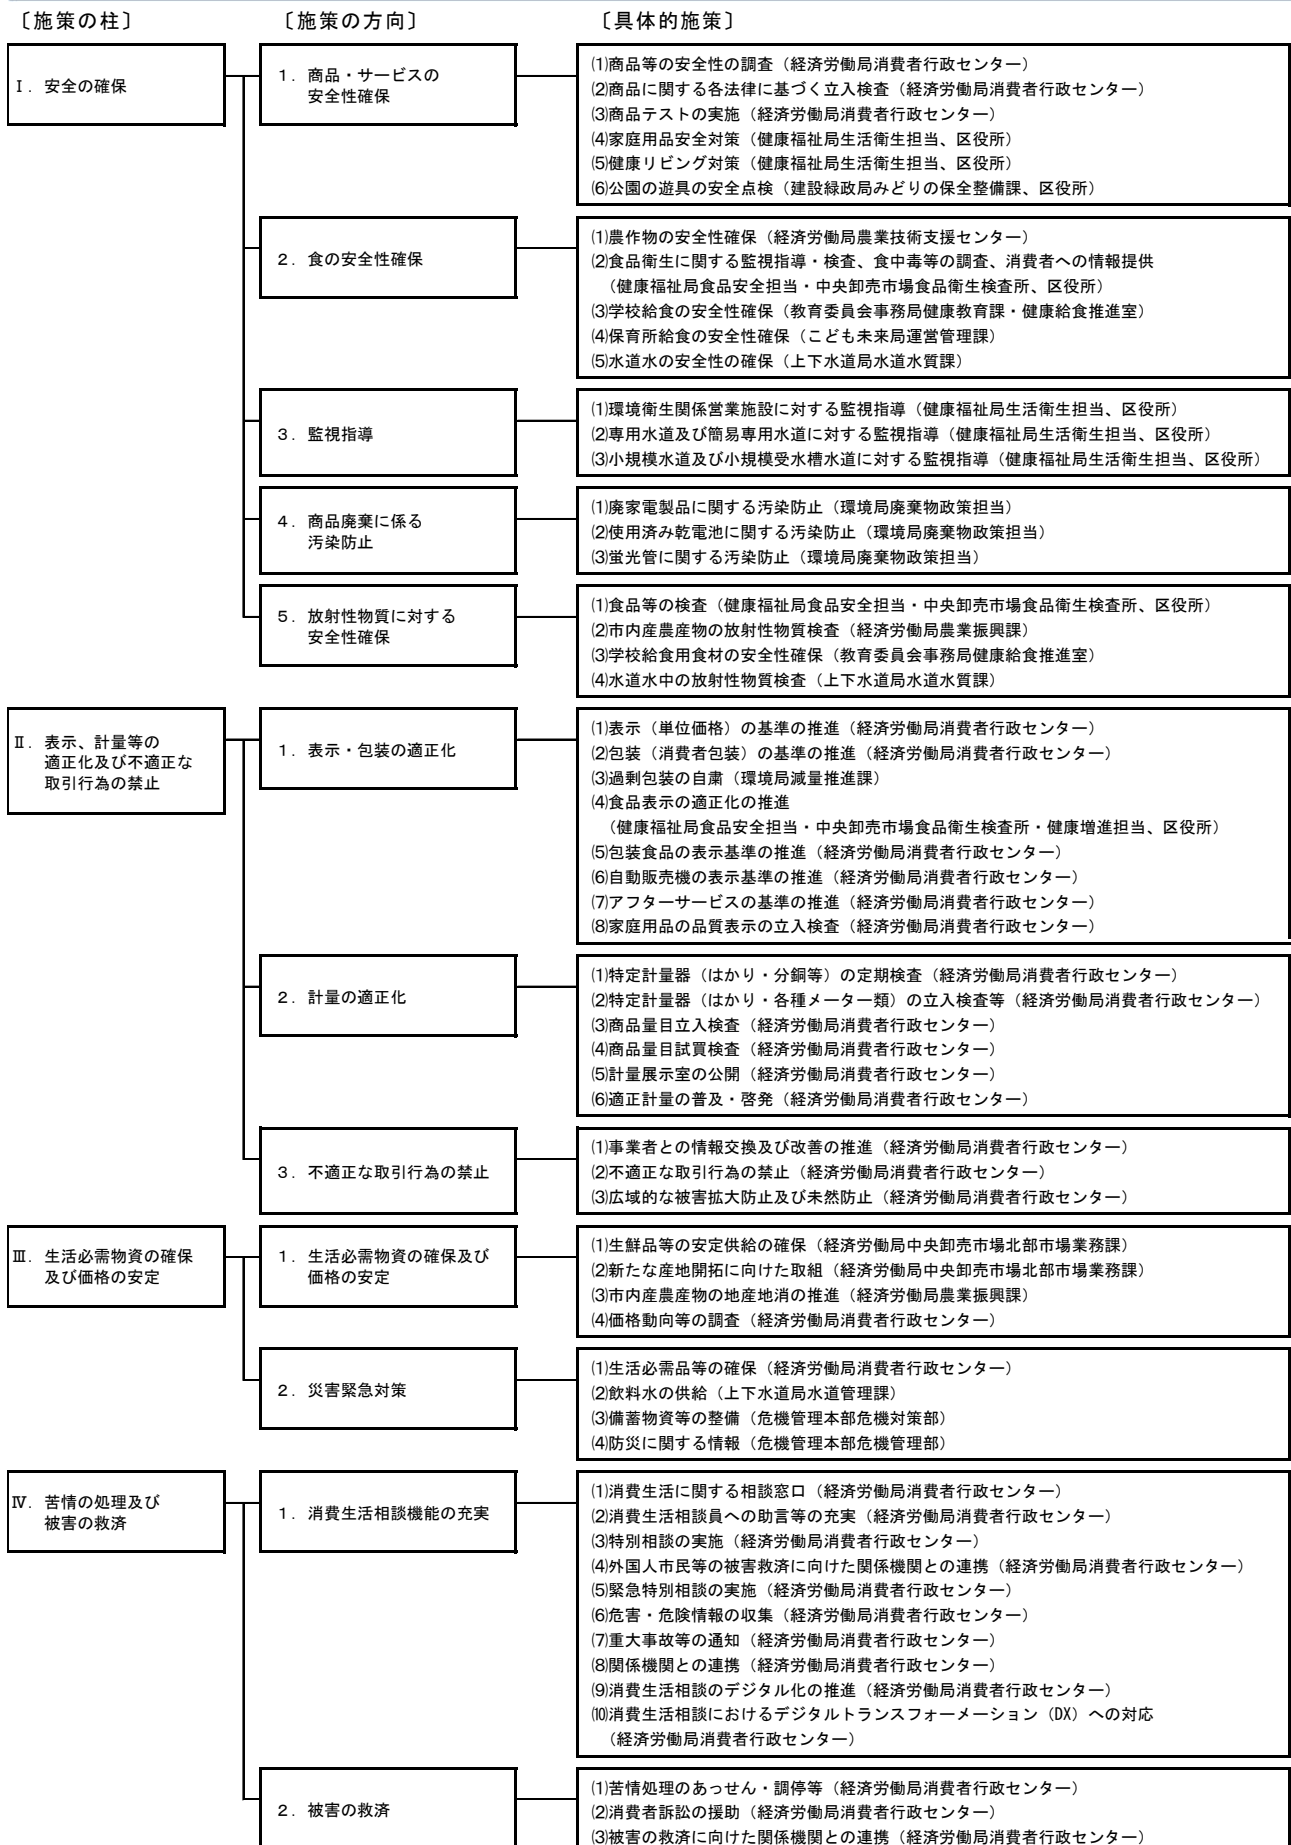 〔施策の柱〕 〔施策の方向〕 〔具体的施策〕
Ⅰ．安全の確保
１．商品・サービスの
安全性確保
⑴商品等の安全性の調査（経済労働局消費者行政センター）
⑵商品に関する各法律に基づく立入検査（経済労働局消費者行政センター）
⑶商品テストの実施（経済労働局消費者行政センター）
⑷家庭用品安全対策（健康福祉局生活衛生担当、区役所）
⑸健康リビング対策（健康福祉局生活衛生担当、区役所）
⑹公園の遊具の安全点検（建設緑政局みどりの保全整備課、区役所）
２．食の安全性確保
⑴農作物の安全性確保（経済労働局農業技術支援センター）
⑵食品衛生に関する監視指導・検査、食中毒等の調査、消費者への情報提供
（健康福祉局食品安全担当・中央卸売市場食品衛生検査所、区役所）
⑶学校給食の安全性確保（教育委員会事務局健康教育課・健康給食推進室）
⑷保育所給食の安全性確保（こども未来局運営管理課）
⑸水道水の安全性の確保（上下水道局水道水質課）
３．監視指導
⑴環境衛生関係営業施設に対する監視指導（健康福祉局生活衛生担当、区役所）
⑵専用水道及び簡易専用水道に対する監視指導（健康福祉局生活衛生担当、区役所）
⑶小規模水道及び小規模受水槽水道に対する監視指導（健康福祉局生活衛生担当、区役所）
４．商品廃棄に係る
汚染防止
⑴廃家電製品に関する汚染防止（環境局廃棄物政策担当）
⑵使用済み乾電池に関する汚染防止（環境局廃棄物政策担当）
⑶蛍光管に関する汚染防止（環境局廃棄物政策担当）
５．放射性物質に対する
安全性確保
⑴食品等の検査（健康福祉局食品安全担当・中央卸売市場食品衛生検査所、区役所）
⑵市内産農産物の放射性物質検査（経済労働局農業振興課）
⑶学校給食用食材の安全性確保（教育委員会事務局健康給食推進室）
⑷水道水中の放射性物質検査（上下水道局水道水質課）
Ⅱ．表示、計量等の
適正化及び不適正な
取引行為の禁止
１．表示・包装の適正化
⑴表示（単位価格）の基準の推進（経済労働局消費者行政センター）
⑵包装（消費者包装）の基準の推進（経済労働局消費者行政センター）
⑶過剰包装の自粛（環境局減量推進課）
⑷食品表示の適正化の推進
（健康福祉局食品安全担当・中央卸売市場食品衛生検査所・健康増進担当、区役所）
⑸包装食品の表示基準の推進（経済労働局消費者行政センター）
⑹自動販売機の表示基準の推進（経済労働局消費者行政センター）
⑺アフターサービスの基準の推進（経済労働局消費者行政センター）
⑻家庭用品の品質表示の立入検査（経済労働局消費者行政センター）
２．計量の適正化
⑴特定計量器（はかり・分銅等）の定期検査（経済労働局消費者行政センター）
⑵特定計量器（はかり・各種メーター類）の立入検査等（経済労働局消費者行政センター）
⑶商品量目立入検査（経済労働局消費者行政センター）
⑷商品量目試買検査（経済労働局消費者行政センター）
⑸計量展示室の公開（経済労働局消費者行政センター）
⑹適正計量の普及・啓発（経済労働局消費者行政センター）
３．不適正な取引行為の禁止
⑴事業者との情報交換及び改善の推進（経済労働局消費者行政センター）
⑵不適正な取引行為の禁止（経済労働局消費者行政センター）
⑶広域的な被害拡大防止及び未然防止（経済労働局消費者行政センター）
Ⅲ．生活必需物資の確保
及び価格の安定
１．生活必需物資の確保及び
価格の安定
⑴生鮮品等の安定供給の確保（経済労働局中央卸売市場北部市場業務課）
⑵新たな産地開拓に向けた取組（経済労働局中央卸売市場北部市場業務課）
⑶市内産農産物の地産地消の推進（経済労働局農業振興課）
⑷価格動向等の調査（経済労働局消費者行政センター）
２．災害緊急対策
⑴生活必需品等の確保（経済労働局消費者行政センター）
⑵飲料水の供給（上下水道局水道管理課）
⑶備蓄物資等の整備（危機管理本部危機対策部）
⑷防災に関する情報（危機管理本部危機管理部）
Ⅳ．苦情の処理及び
被害の救済
１．消費生活相談機能の充実
⑴消費生活に関する相談窓口（経済労働局消費者行政センター）
⑵消費生活相談員への助言等の充実（経済労働局消費者行政センター）
⑶特別相談の実施（経済労働局消費者行政センター）
⑷外国人市民等の被害救済に向けた関係機関との連携（経済労働局消費者行政センター）
⑸緊急特別相談の実施（経済労働局消費者行政センター）
⑹危害・危険情報の収集（経済労働局消費者行政センター）
⑺重大事故等の通知（経済労働局消費者行政センター）
⑻関係機関との連携（経済労働局消費者行政センター）
⑼消費生活相談のデジタル化の推進（経済労働局消費者行政センター）
⑽消費生活相談におけるデジタルトランスフォーメーション（DX）への対応
（経済労働局消費者行政センター）
２．被害の救済
⑴苦情処理のあっせん・調停等（経済労働局消費者行政センター）
⑵消費者訴訟の援助（経済労働局消費者行政センター）
⑶被害の救済に向けた関係機関との連携（経済労働局消費者行政センター）